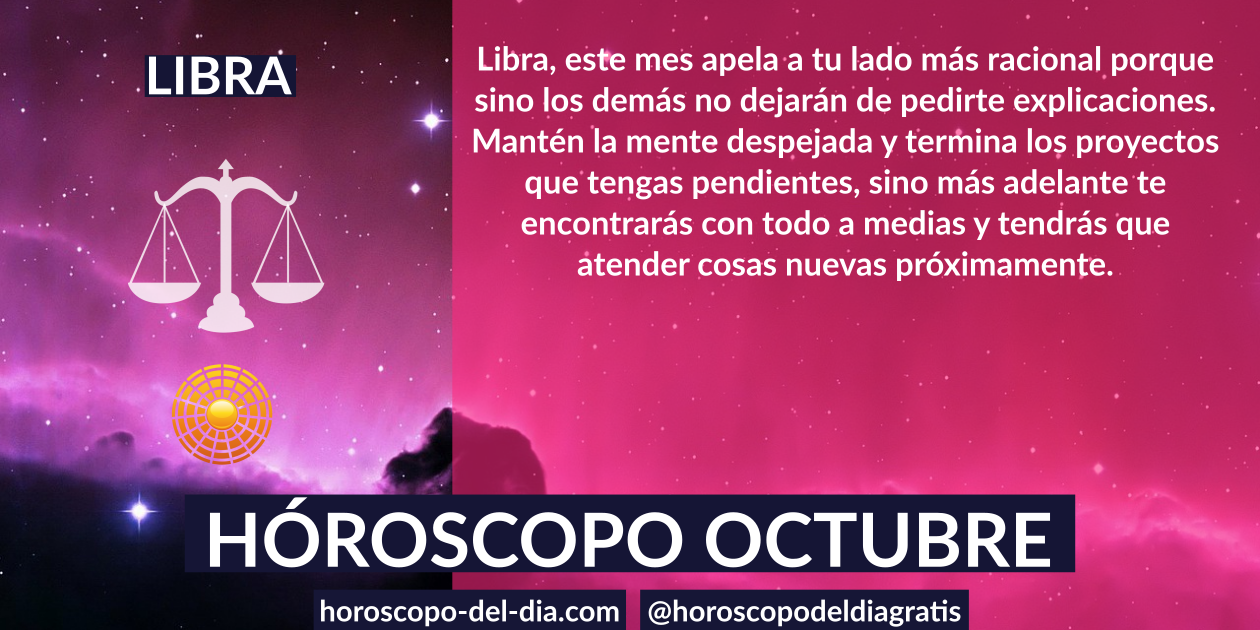 LIBRA
Libra, este mes apela a tu lado más racional porque
sino los demás no dejarán de pedirte explicaciones.
Mantén la mente despejada y termina los proyectos
que tengas pendientes, sino más adelante te
encontrarás con todo a medias y tendrás que
atender cosas nuevas próximamente.
HÓROSCOPO OCTUBRE
horoscopo-del-dia.com
@horoscopodeldiagratis